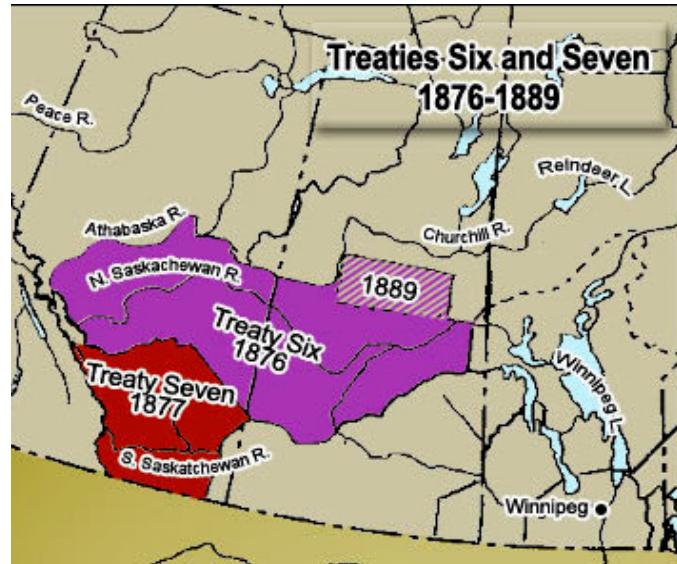 Treaties Six and Seven
1876-1889
Peace R.
Reindeer L.
Athabaska R.
Churchill R.
N. Saskachewan R.
1889
Treaty Six
1876
Winnipeg L.
Treaty Seven
1877
S. Saskatchewan R.
Winnipeg